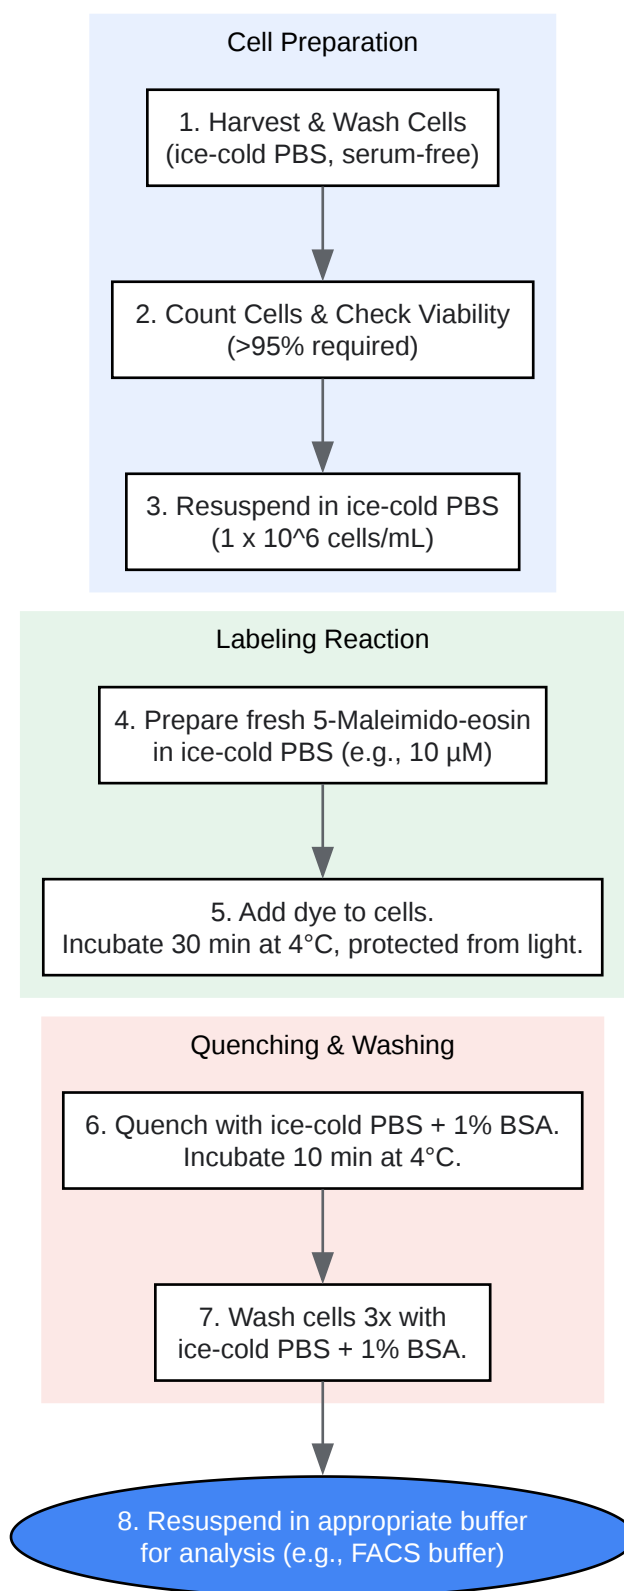 Cell Preparation
1. Harvest & Wash Cells
(ice-cold PBS, serum-free)
2. Count Cells & Check Viability
(>95% required)
3. Resuspend in ice-cold PBS
(1 x 10^6 cells/mL)
Labeling Reaction
4. Prepare fresh 5-Maleimido-eosin
in ice-cold PBS (e.g., 10 µM)
5. Add dye to cells.
Incubate 30 min at 4°C, protected from light.
Quenching & Washing
6. Quench with ice-cold PBS + 1% BSA.
Incubate 10 min at 4°C.
7. Wash cells 3x with
ice-cold PBS + 1% BSA.
8. Resuspend in appropriate buffer
for analysis (e.g., FACS buffer)